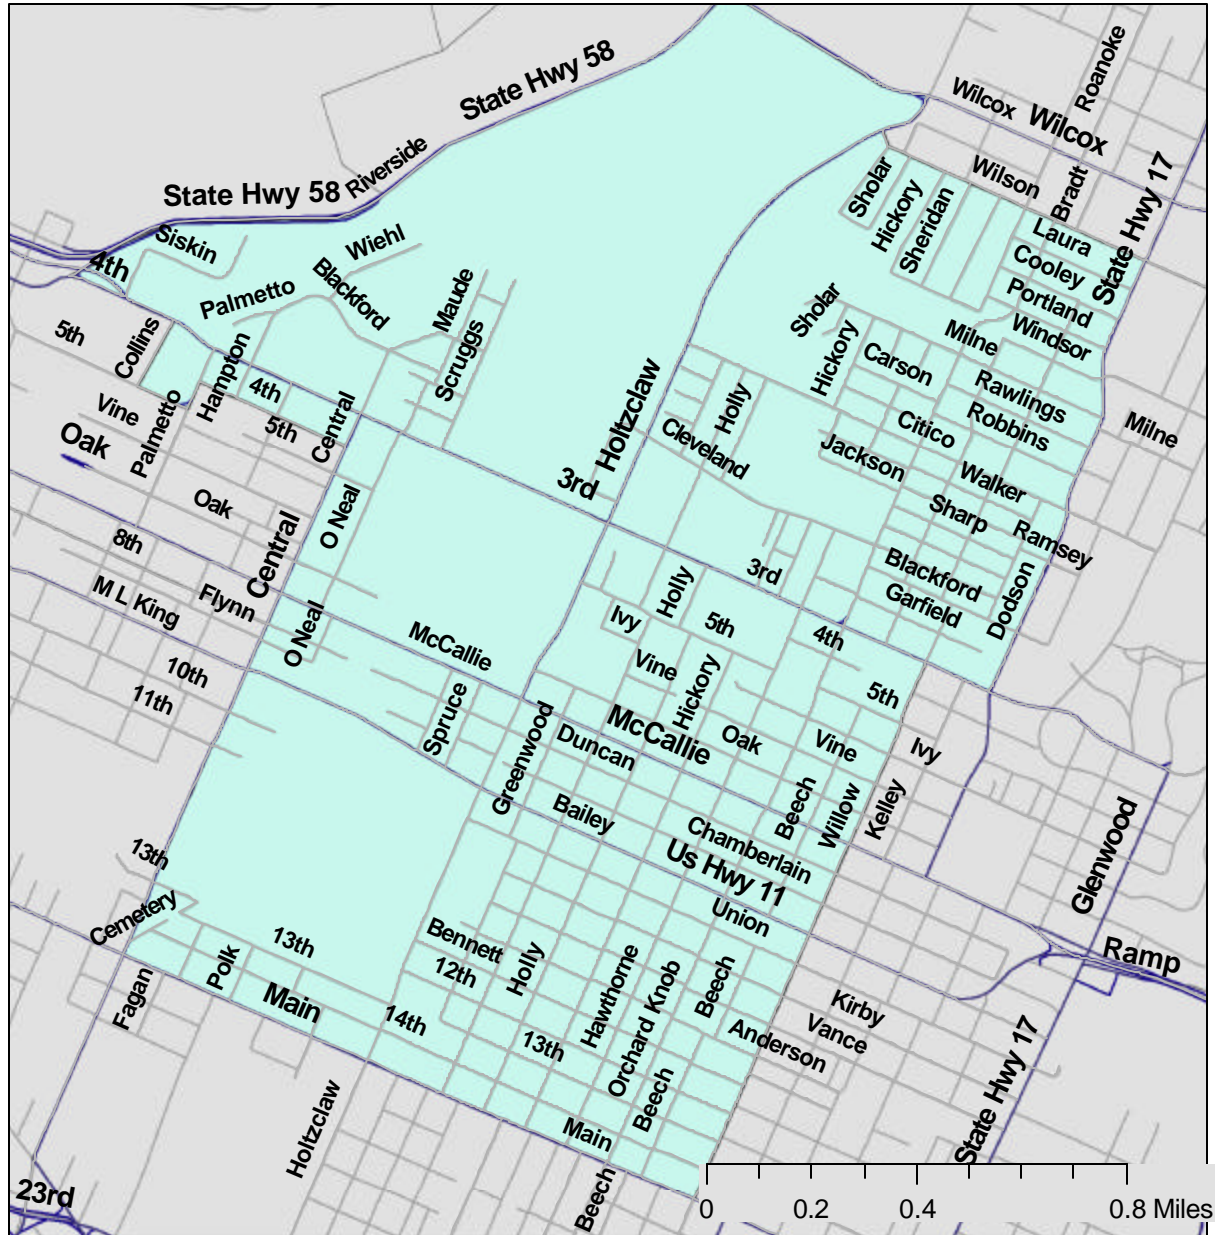 Roanoke
State Hwy 58
Wilcox
Wilcox
Riverside
Wilson
State Hwy 58
Sholar
Hickory
Sheridan
Bradt
State Hwy 17
Laura
Siskin
Wiehl
4th
Cooley
Blackford
Palmetto
Maude
Portland
Sholar
Windsor
Milne
5th
Collins
Scruggs
Hickory
Carson
Hampton
4th
Rawlings
Holtzclaw
Holly
Vine
Palmetto
5th
Central
Robbins
Citico
Milne
Oak
Cleveland
Jackson
3rd
Walker
Oak
O Neal
Sharp
Ramsey
8th
Central
3rd
Blackford
Holly
Garfield
Dodson
M L King
Flynn
O Neal
Ivy
5th
4th
McCallie
Vine
10th
11th
Hickory
5th
Spruce
Greenwood
McCallie
Duncan
Oak
Vine
Ivy
Bailey
Beech
Willow
Kelley
Chamberlain
Us Hwy 11
Glenwood
13th
Cemetery
Union
13th
Bennett
12th
Holly
Ramp
Polk
Hawthorne
Orchard Knob
Beech
Fagan
Main
14th
Kirby
Vance
Anderson
13th
State Hwy 17
Beech
Holtzclaw
Main
Beech
23rd
0 0.2 0.4 0.8 Miles